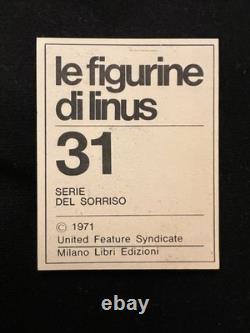 le figurine
di linus
31
SERIE
DEL SORRISO
© 1971
United Feature Syndicate
Milano Libri Edizioni
ebay